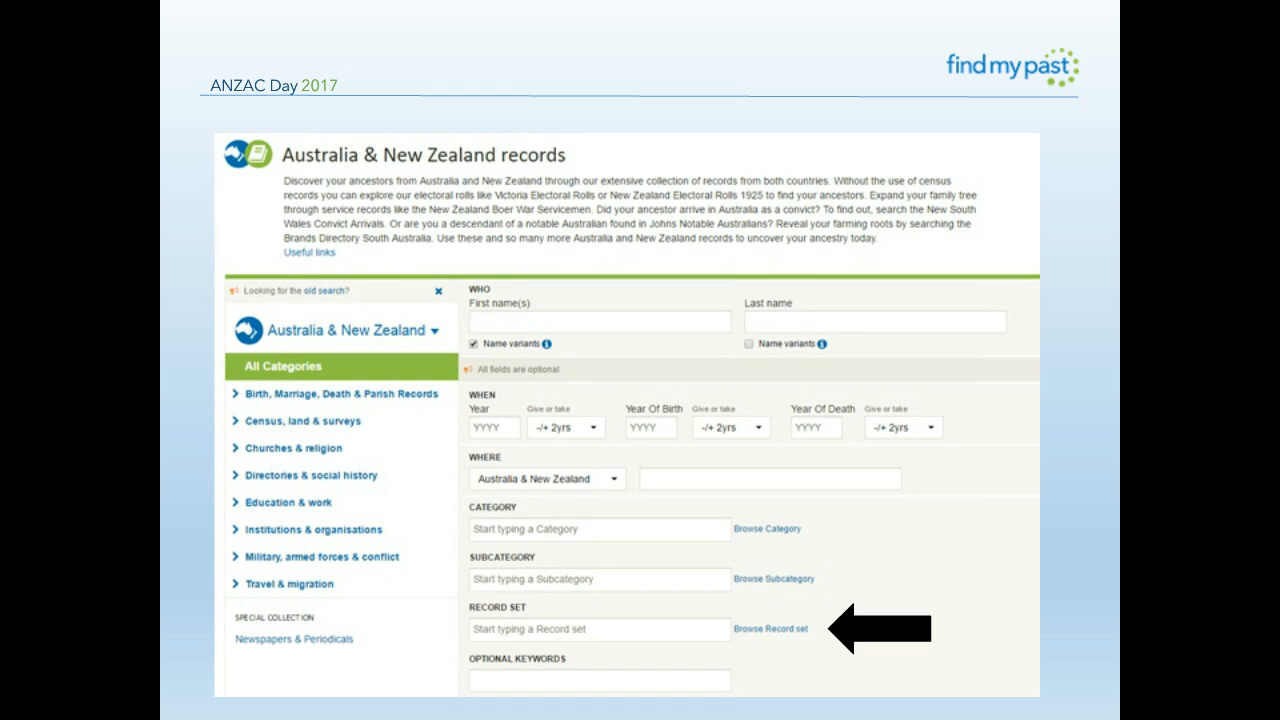 ANZAC Day 2017
findmypast
Australia & New Zealand records
Discover your ancestors from Australia and New Zealand through our extensive collection of records from both countries. Without the use of census
records you can explore our electoral rolls like Victoria Electoral Rolls or New Zealand Electoral Rolls 1925 to find your ancestors. Expand your family tree
through service records like the New Zealand Boer War Servicemen. Did your ancestor arrive in Australia as a convict? To find out, search the New South
Wales Convict Arrivals. Or are you a descendant of a notable Australian found in Johns Notable Australians? Reveal your farming roots by searching the
Brands Directory South Australia. Use these and so many more Australia and New Zealand records to uncover your ancestry today.
Useful links
Looking for the old search?
Australia & New Zealand
All Categories
Birth, Marriage, Death & Parish Records
Census, land & surveys
Churches & religion
Directories & social history
Education & work
Institutions & organisations
Military, armed forces & conflict
Travel & migration
SPECIAL COLLECTION
Newspapers & Periodicals
WHO
First name(s) Last name
Name variants Name variants
All fields are optional
WHEN
Year Give or take Year Of Birth Give or take Year Of Death Give or take
YYYY -/+ 2yrs YYYY -/+ 2yrs YYYY -/+ 2yrs
WHERE
Australia & New Zealand
CATEGORY
Start typing a Category Browse Category
SUBCATEGORY
Start typing a Subcategory Browse Subcategory
RECORD SET
Start typing a Record set Browse Record set
OPTIONAL KEYWORDS